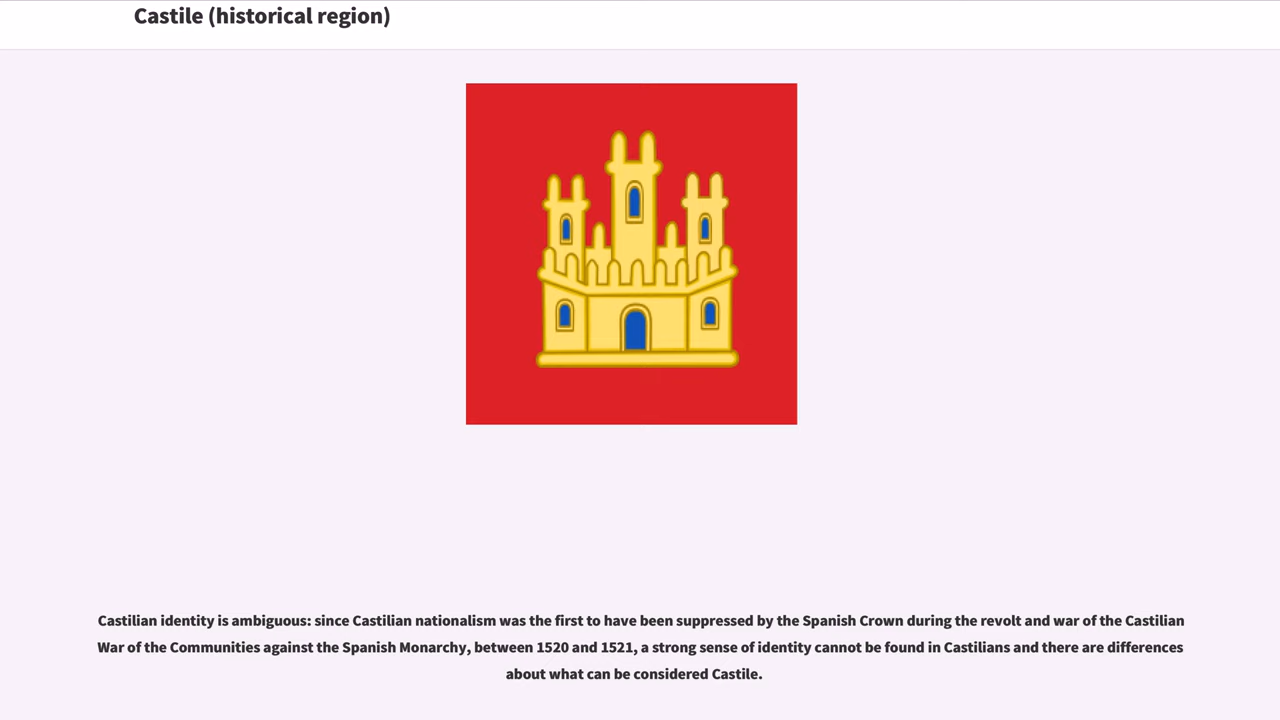 Castile (historical region)
Castilian identity is ambiguous: since Castilian nationalism was the first to have been suppressed by the Spanish Crown during the revolt and war of the Castilian
War of the Communities against the Spanish Monarchy, between 1520 and 1521, a strong sense of identity cannot be found in Castilians and there are differences
about what can be considered Castile.